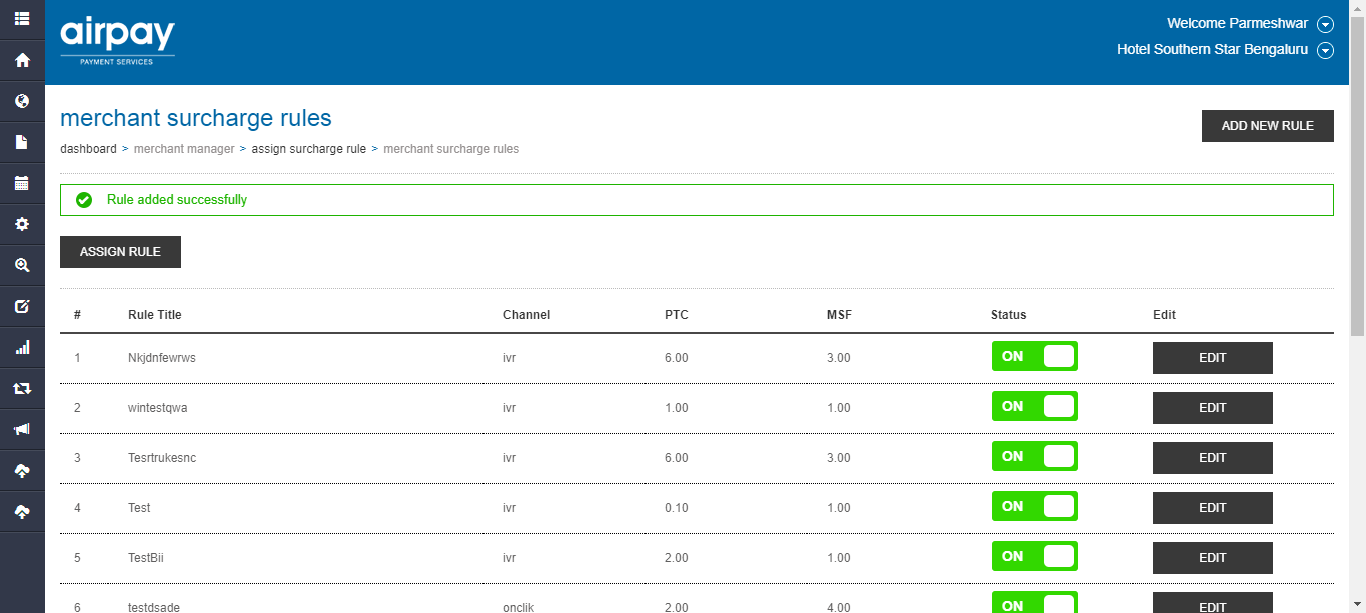 airpay
PAYMENT SERVICES
Welcome Parmeshwar
Hotel Southern Star Bengaluru
merchant surcharge rules
ADD NEW RULE
dashboard > merchant manager > assign surcharge rule > merchant surcharge rules
Rule added successfully
ASSIGN RULE
# Rule Title Channel PTC MSF Status Edit
1 Nkjdnfewrws ivr 6.00 3.00 ON EDIT
2 wintestqwa ivr 1.00 1.00 ON EDIT
3 Tesrtrukesnc ivr 6.00 3.00 ON EDIT
4 Test ivr 0.10 1.00 ON EDIT
5 TestBii ivr 2.00 1.00 ON EDIT
6 testdsade onclik 2.00 4.00 ON EDIT